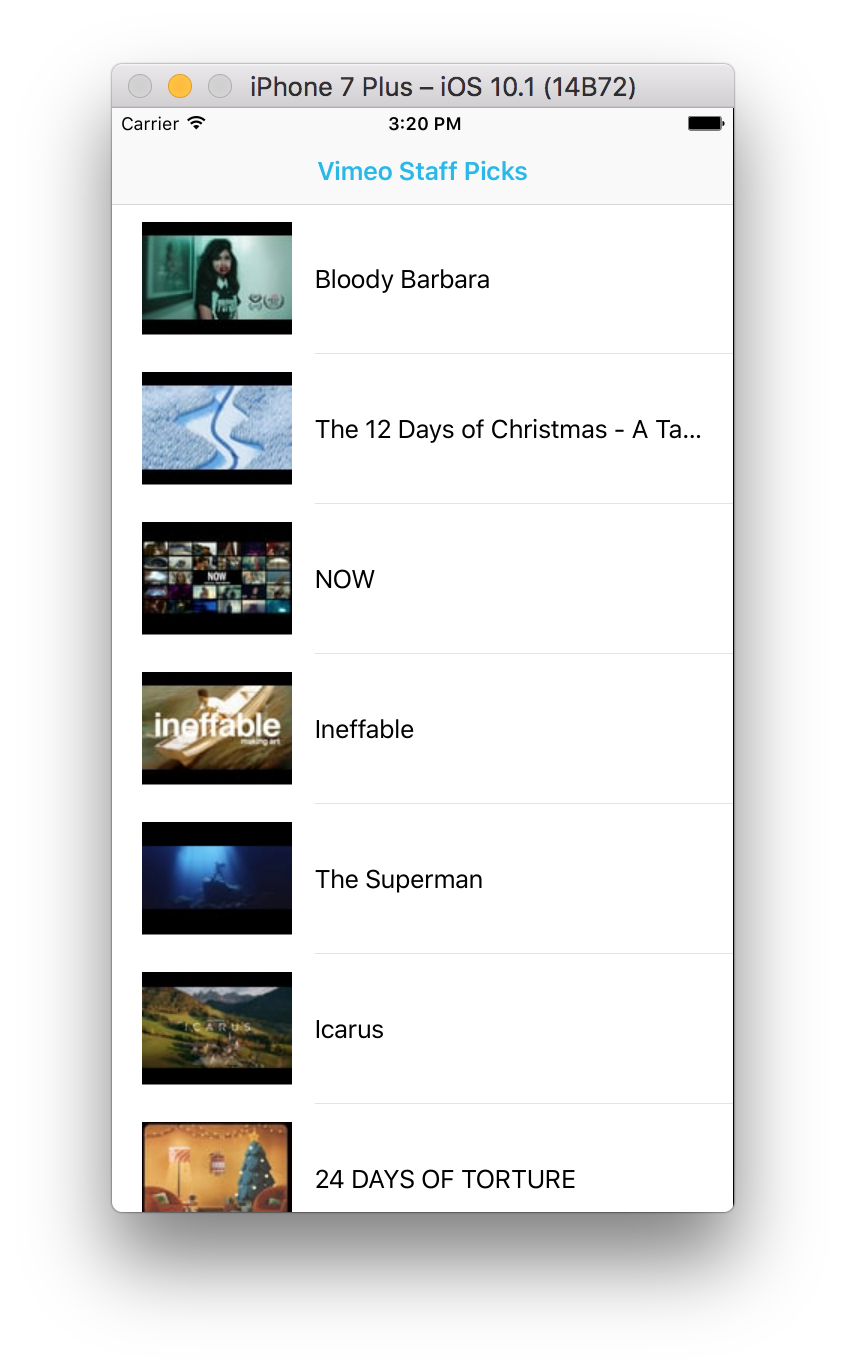 iPhone 7 Plus – iOS 10.1 (14B72)
Carrier 3:20 PM
Vimeo Staff Picks
Bloody Barbara
The 12 Days of Christmas - A Ta...
NOW
NOW
ineffable
making art
Ineffable
The Superman
ICARUS
Icarus
24 DAYS OF TORTURE